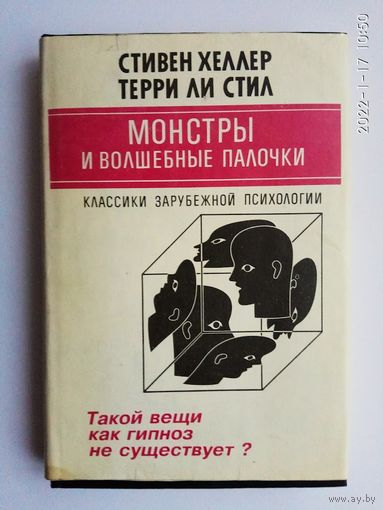 2022-1-17 10:50
СТИВЕН ХЕЛЛЕР
ТЕРРИ ЛИ СТИЛ
МОНСТРЫ
И ВОЛШЕБНЫЕ ПАЛОЧКИ
КЛАССИКИ ЗАРУБЕЖНОЙ ПСИХОЛОГИИ
Такой вещи
как гипноз
не существует ?
www.ay.by